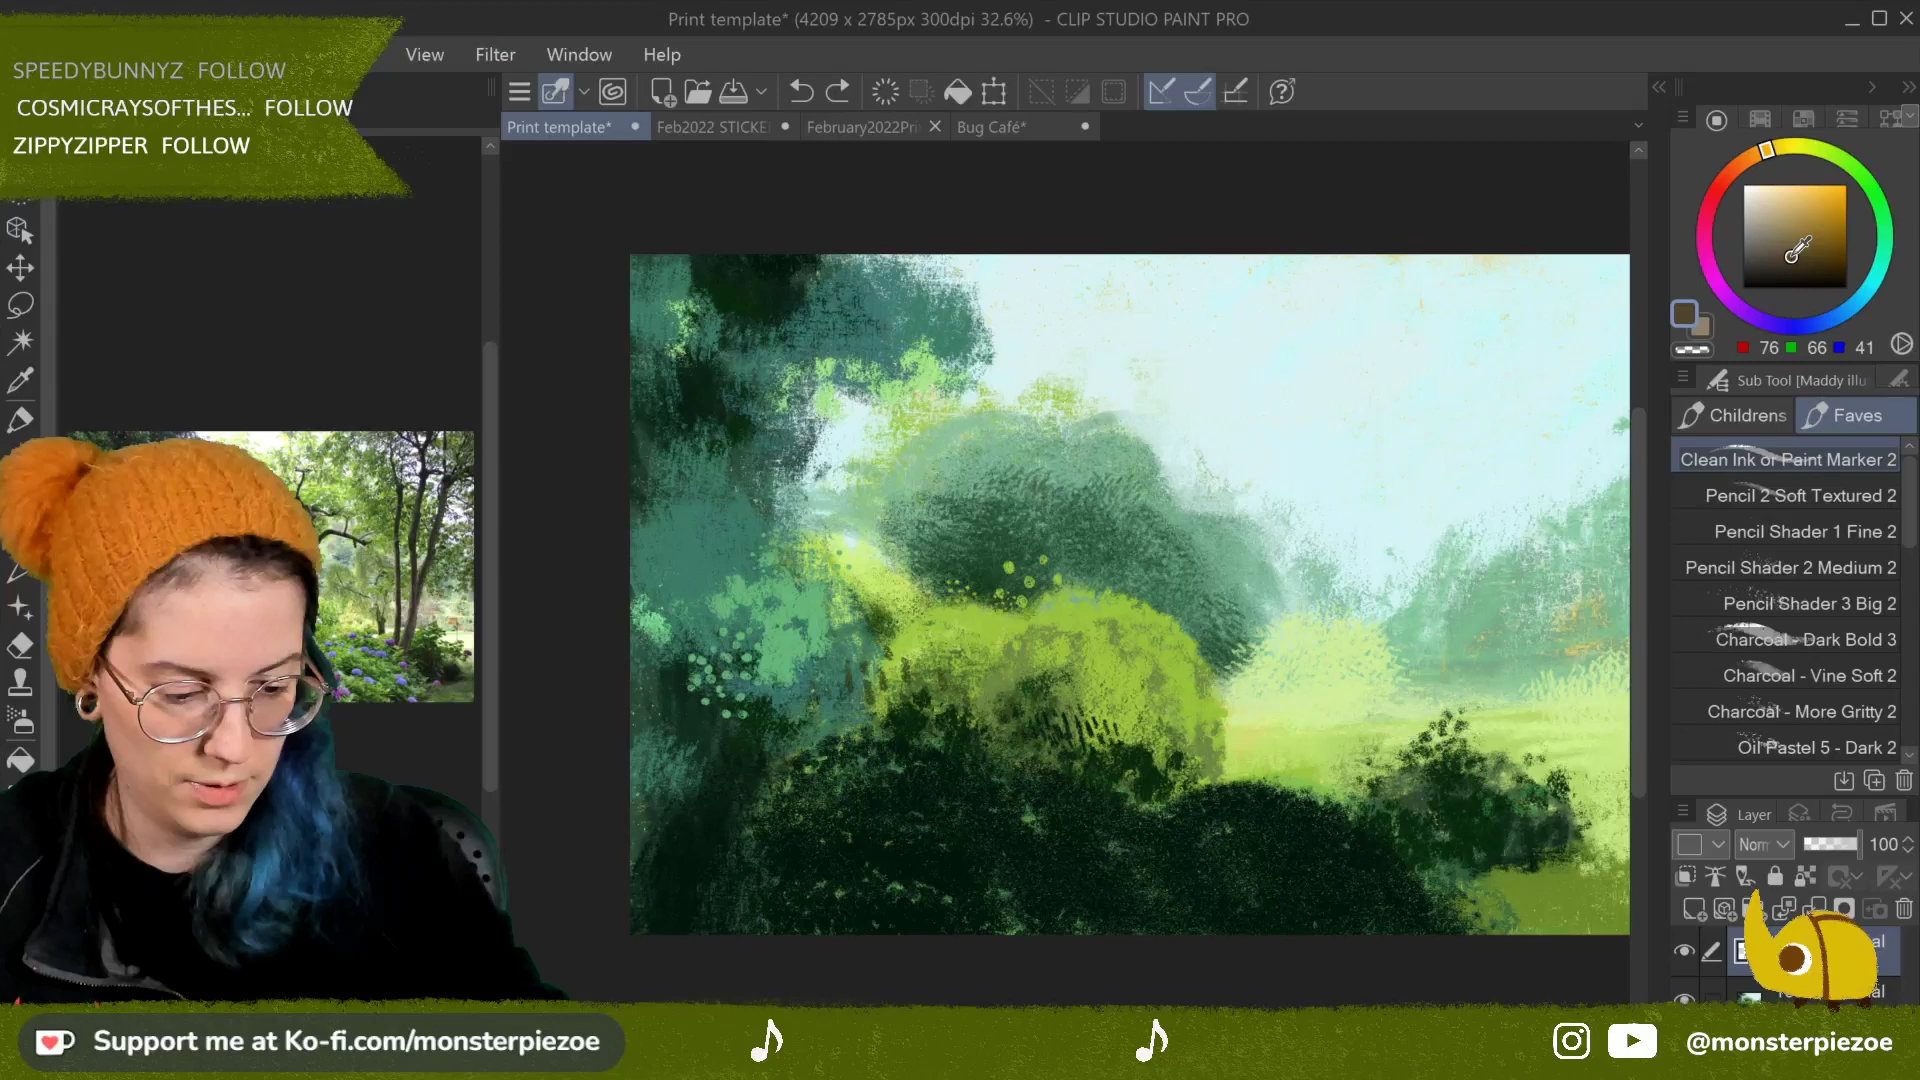 Print template* (4209 x 2785px 300dpi 32.6%) - CLIP STUDIO PAINT PRO
View Filter Window Help
SPEEDYBUNNYZ FOLLOW
COSMICRAYSOFTHES... FOLLOW
ZIPPYZIPPER FOLLOW
Print template* Feb2022 STICKE February2022Pri Bug Café*
76 66 41
Sub Tool [Maddy illu
Childrens Faves
Clean Ink or Paint Marker 2
Pencil 2 Soft Textured 2
Pencil Shader 1 Fine 2
Pencil Shader 2 Medium 2
Pencil Shader 3 Big 2
Charcoal - Dark Bold 3
Charcoal - Vine Soft 2
Charcoal - More Gritty 2
Oil Pastel 5 - Dark 2
Layer
Norr 100
al
al
Support me at Ko-fi.com/monsterpiezoe
@monsterpiezoe